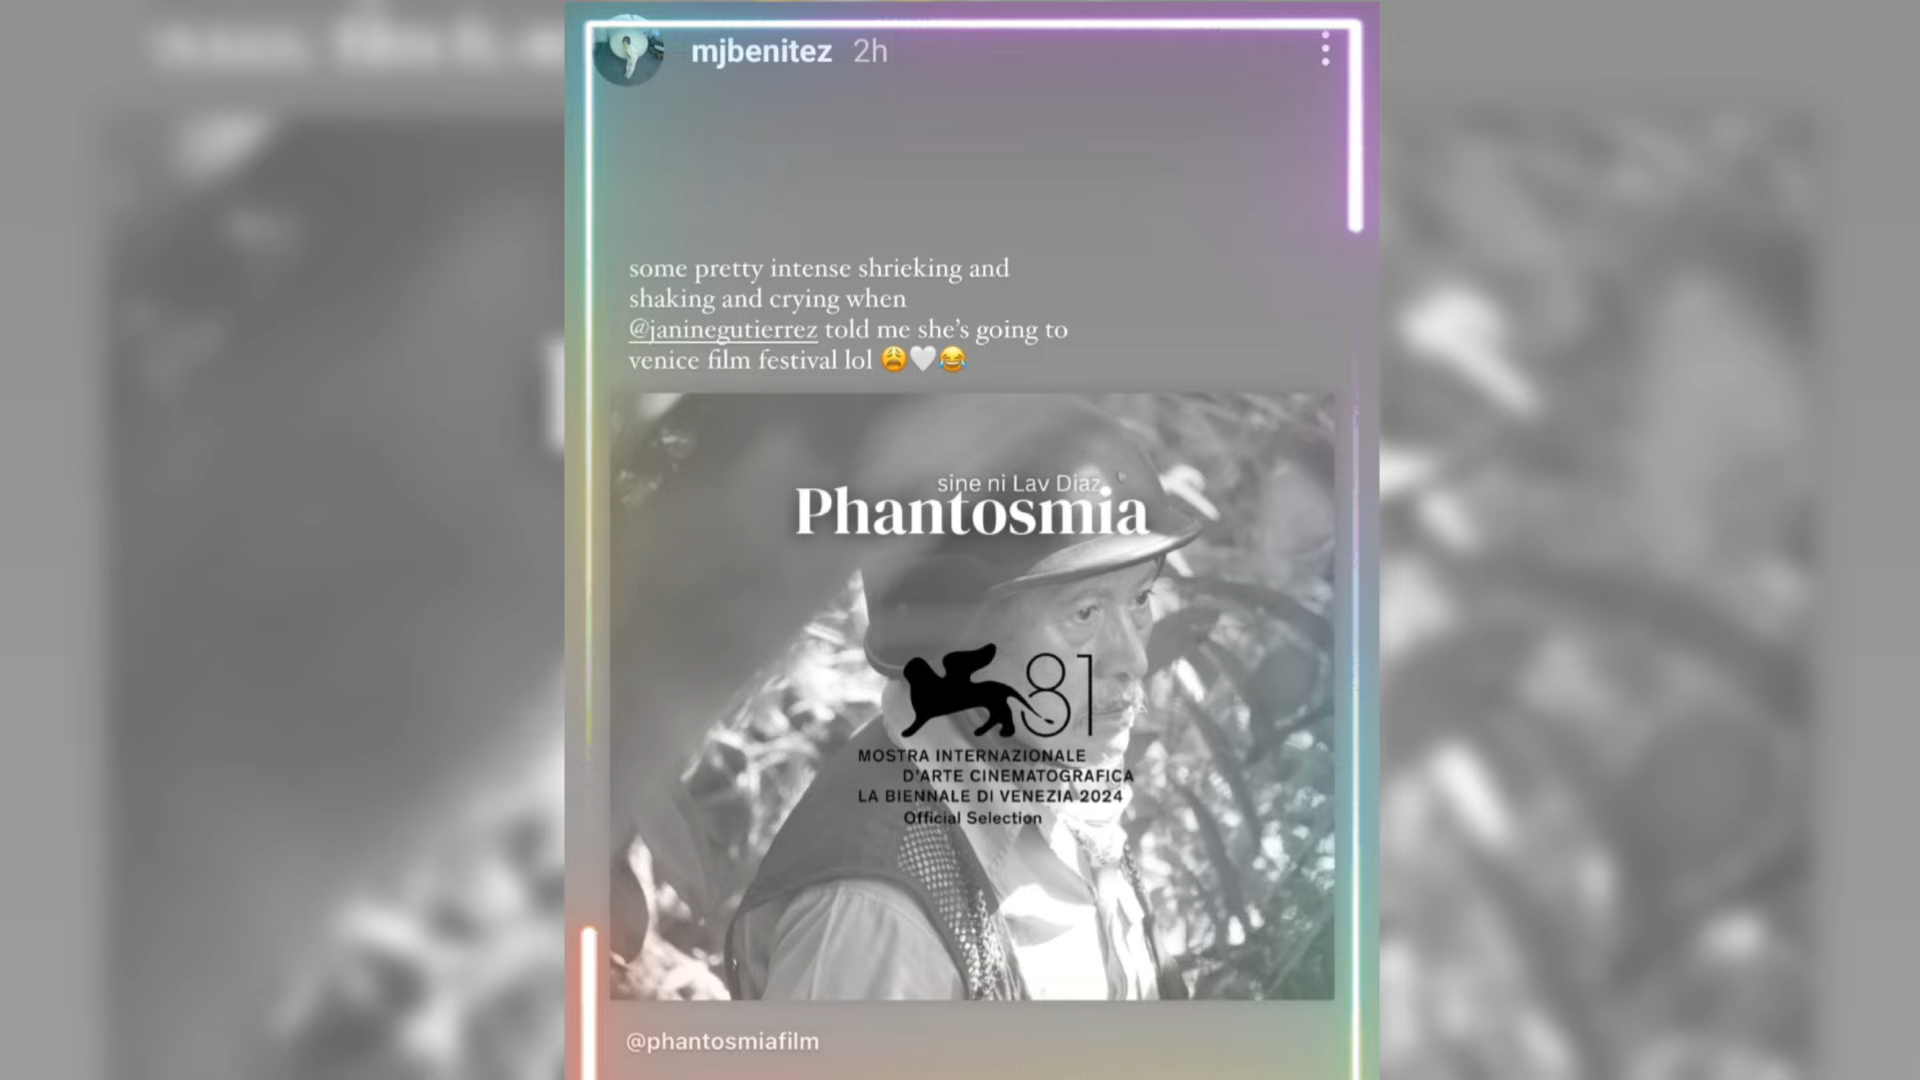 mjbenitez 2h
some pretty intense shrieking and
shaking and crying when
@janinegutierrez told me she's going to
venice film festival lol 😩🤍😂
sine ni Lav Diaz
Phantosmia
81
MOSTRA INTERNAZIONALE
D'ARTE CINEMATOGRAFICA
LA BIENNALE DI VENEZIA 2024
Official Selection
@phantosmiafilm